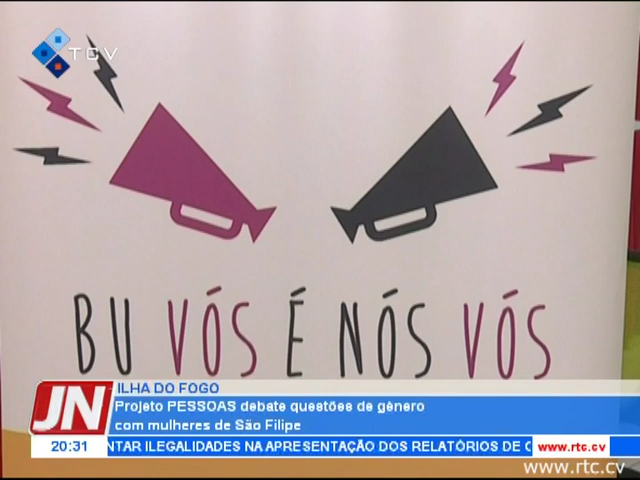 TCV
BU VÓS É NÓS VÓS
JN
ILHA DO FOGO
Projeto PESSOAS debate questões de gênero
com mulheres de São Filipe
20:31
NTAR ILEGALIDADES NA APRESENTAÇÃO DOS RELATÓRIOS DE
www.rtc.cv
www.rtc.cv